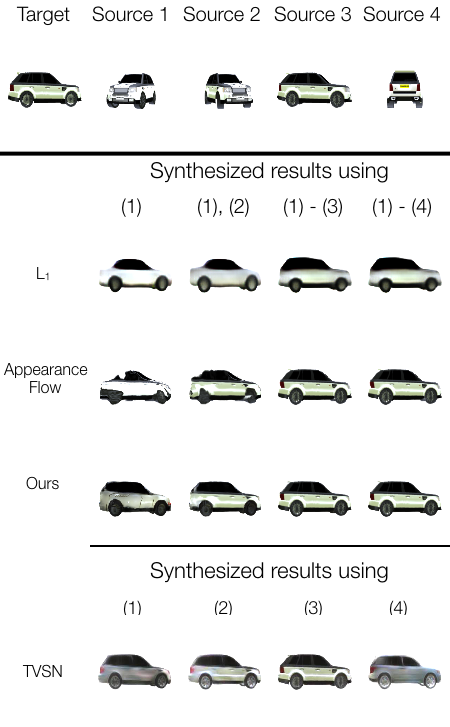 Target Source 1 Source 2 Source 3 Source 4
Synthesized results using
(1) (1), (2) (1) - (3) (1) - (4)
L₁
Appearance
Flow
Ours
Synthesized results using
(1) (2) (3) (4)
TVSN